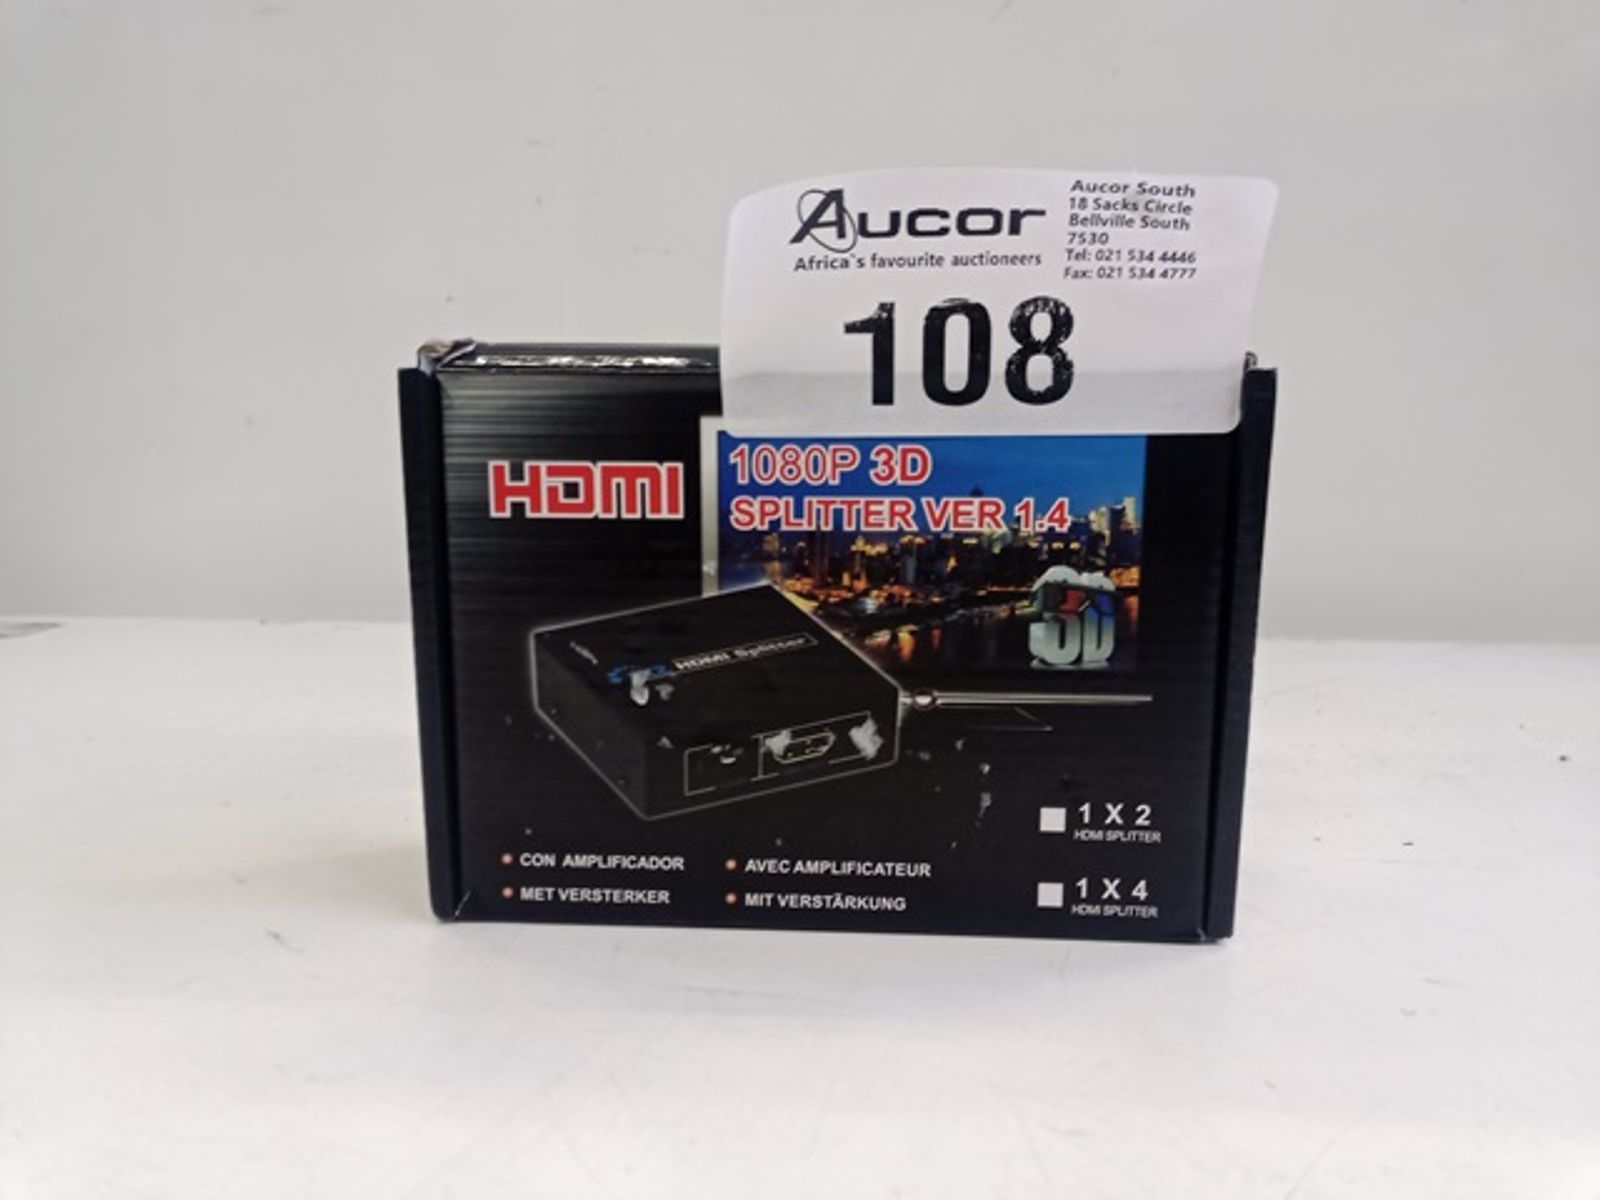 Aucor
Africa's favourite auctioneers
Aucor South
18 Sacks Circle
Bellville South
7530
Tel: 021 534 4446
Fax: 021 534 4777
108
HDMI
1080P 3D
SPLITTER VER 1.4
3D
HDMI Splitter
1 X 2
HDMI SPLITTER
1 X 4
HDMI SPLITTER
CON AMPLIFICADOR
AVEC AMPLIFICATEUR
MET VERSTERKER
MIT VERSTÄRKUNG